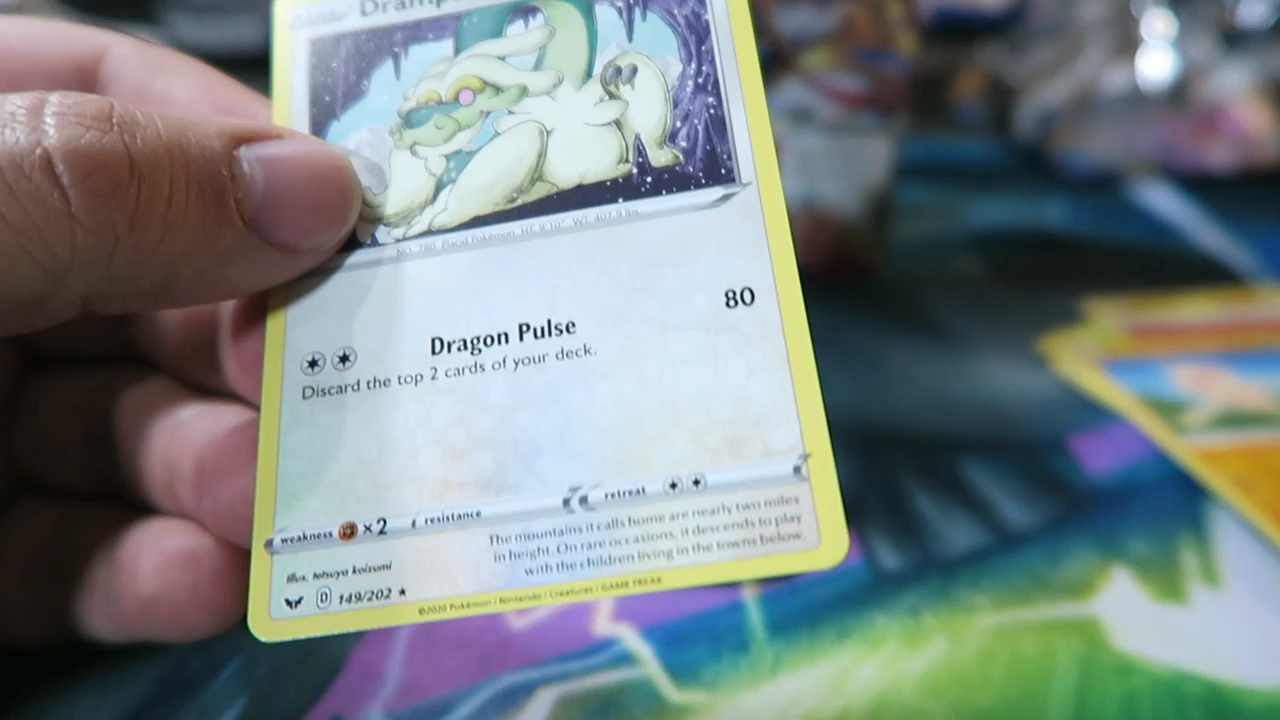 Dramp
NO. 780 Placid Pokémon HT: 9'10" WT: 407.9 lbs.
Dragon Pulse 80
Discard the top 2 cards of your deck.
weakness ×2 resistance retreat
The mountains it calls home are nearly two miles
in height. On rare occasions, it descends to play
with the children living in the towns below.
Illus. tetsuya koizumi
D 149/202 ★
©2020 Pokémon / Nintendo / Creatures / GAME FREAK